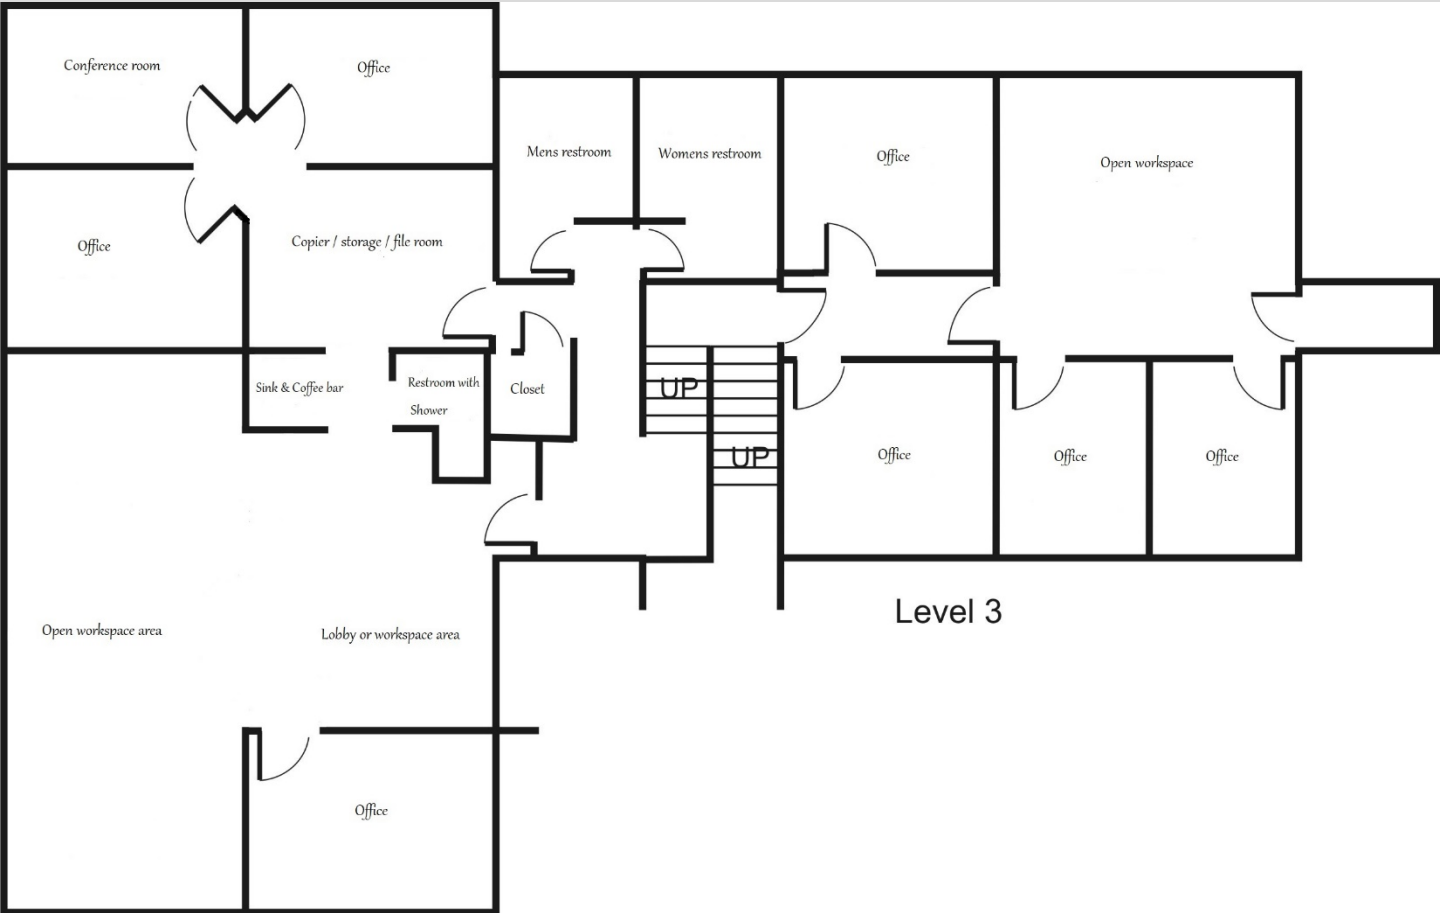 Conference room
Office
Mens restroom
Womens restroom
Office
Open workspace
Office
Copier / storage / file room
Sink & Coffee bar
Restroom with
Shower
Closet
UP
UP
Office
Office
Office
Level 3
Open workspace area
Lobby or workspace area
Office